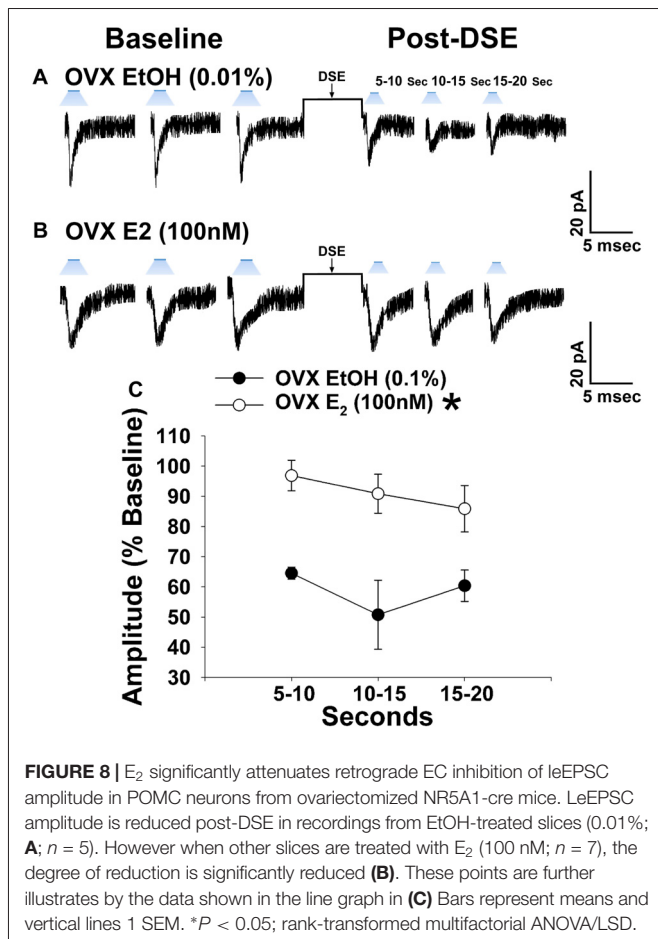 Baseline Post-DSE
A OVX EtOH (0.01%)
DSE
5-10 Sec 10-15 Sec 15-20 Sec
20 pA
5 msec
B OVX E2 (100nM)
DSE
20 pA
5 msec
C
OVX EtOH (0.1%)
OVX E₂ (100nM) *
Amplitude (% Baseline)
110
100
90
80
70
60
50
40
30
5-10 10-15 15-20
Seconds
FIGURE 8 | E₂ significantly attenuates retrograde EC inhibition of leEPSC
amplitude in POMC neurons from ovariectomized NR5A1-cre mice. LeEPSC
amplitude is reduced post-DSE in recordings from EtOH-treated slices (0.01%;
A; n = 5). However when other slices are treated with E₂ (100 nM; n = 7), the
degree of reduction is significantly reduced (B). These points are further
illustrates by the data shown in the line graph in (C) Bars represent means and
vertical lines 1 SEM. *P < 0.05; rank-transformed multifactorial ANOVA/LSD.